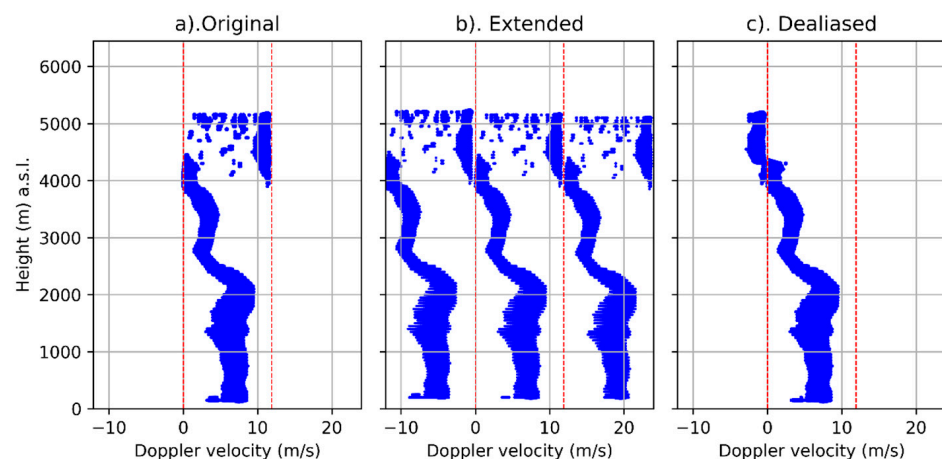 a).Original
b). Extended
c). Dealiased
Height (m) a.s.l.
6000
5000
4000
3000
2000
1000
0
−10 0 10 20
−10 0 10 20
−10 0 10 20
Doppler velocity (m/s)
Doppler velocity (m/s)
Doppler velocity (m/s)